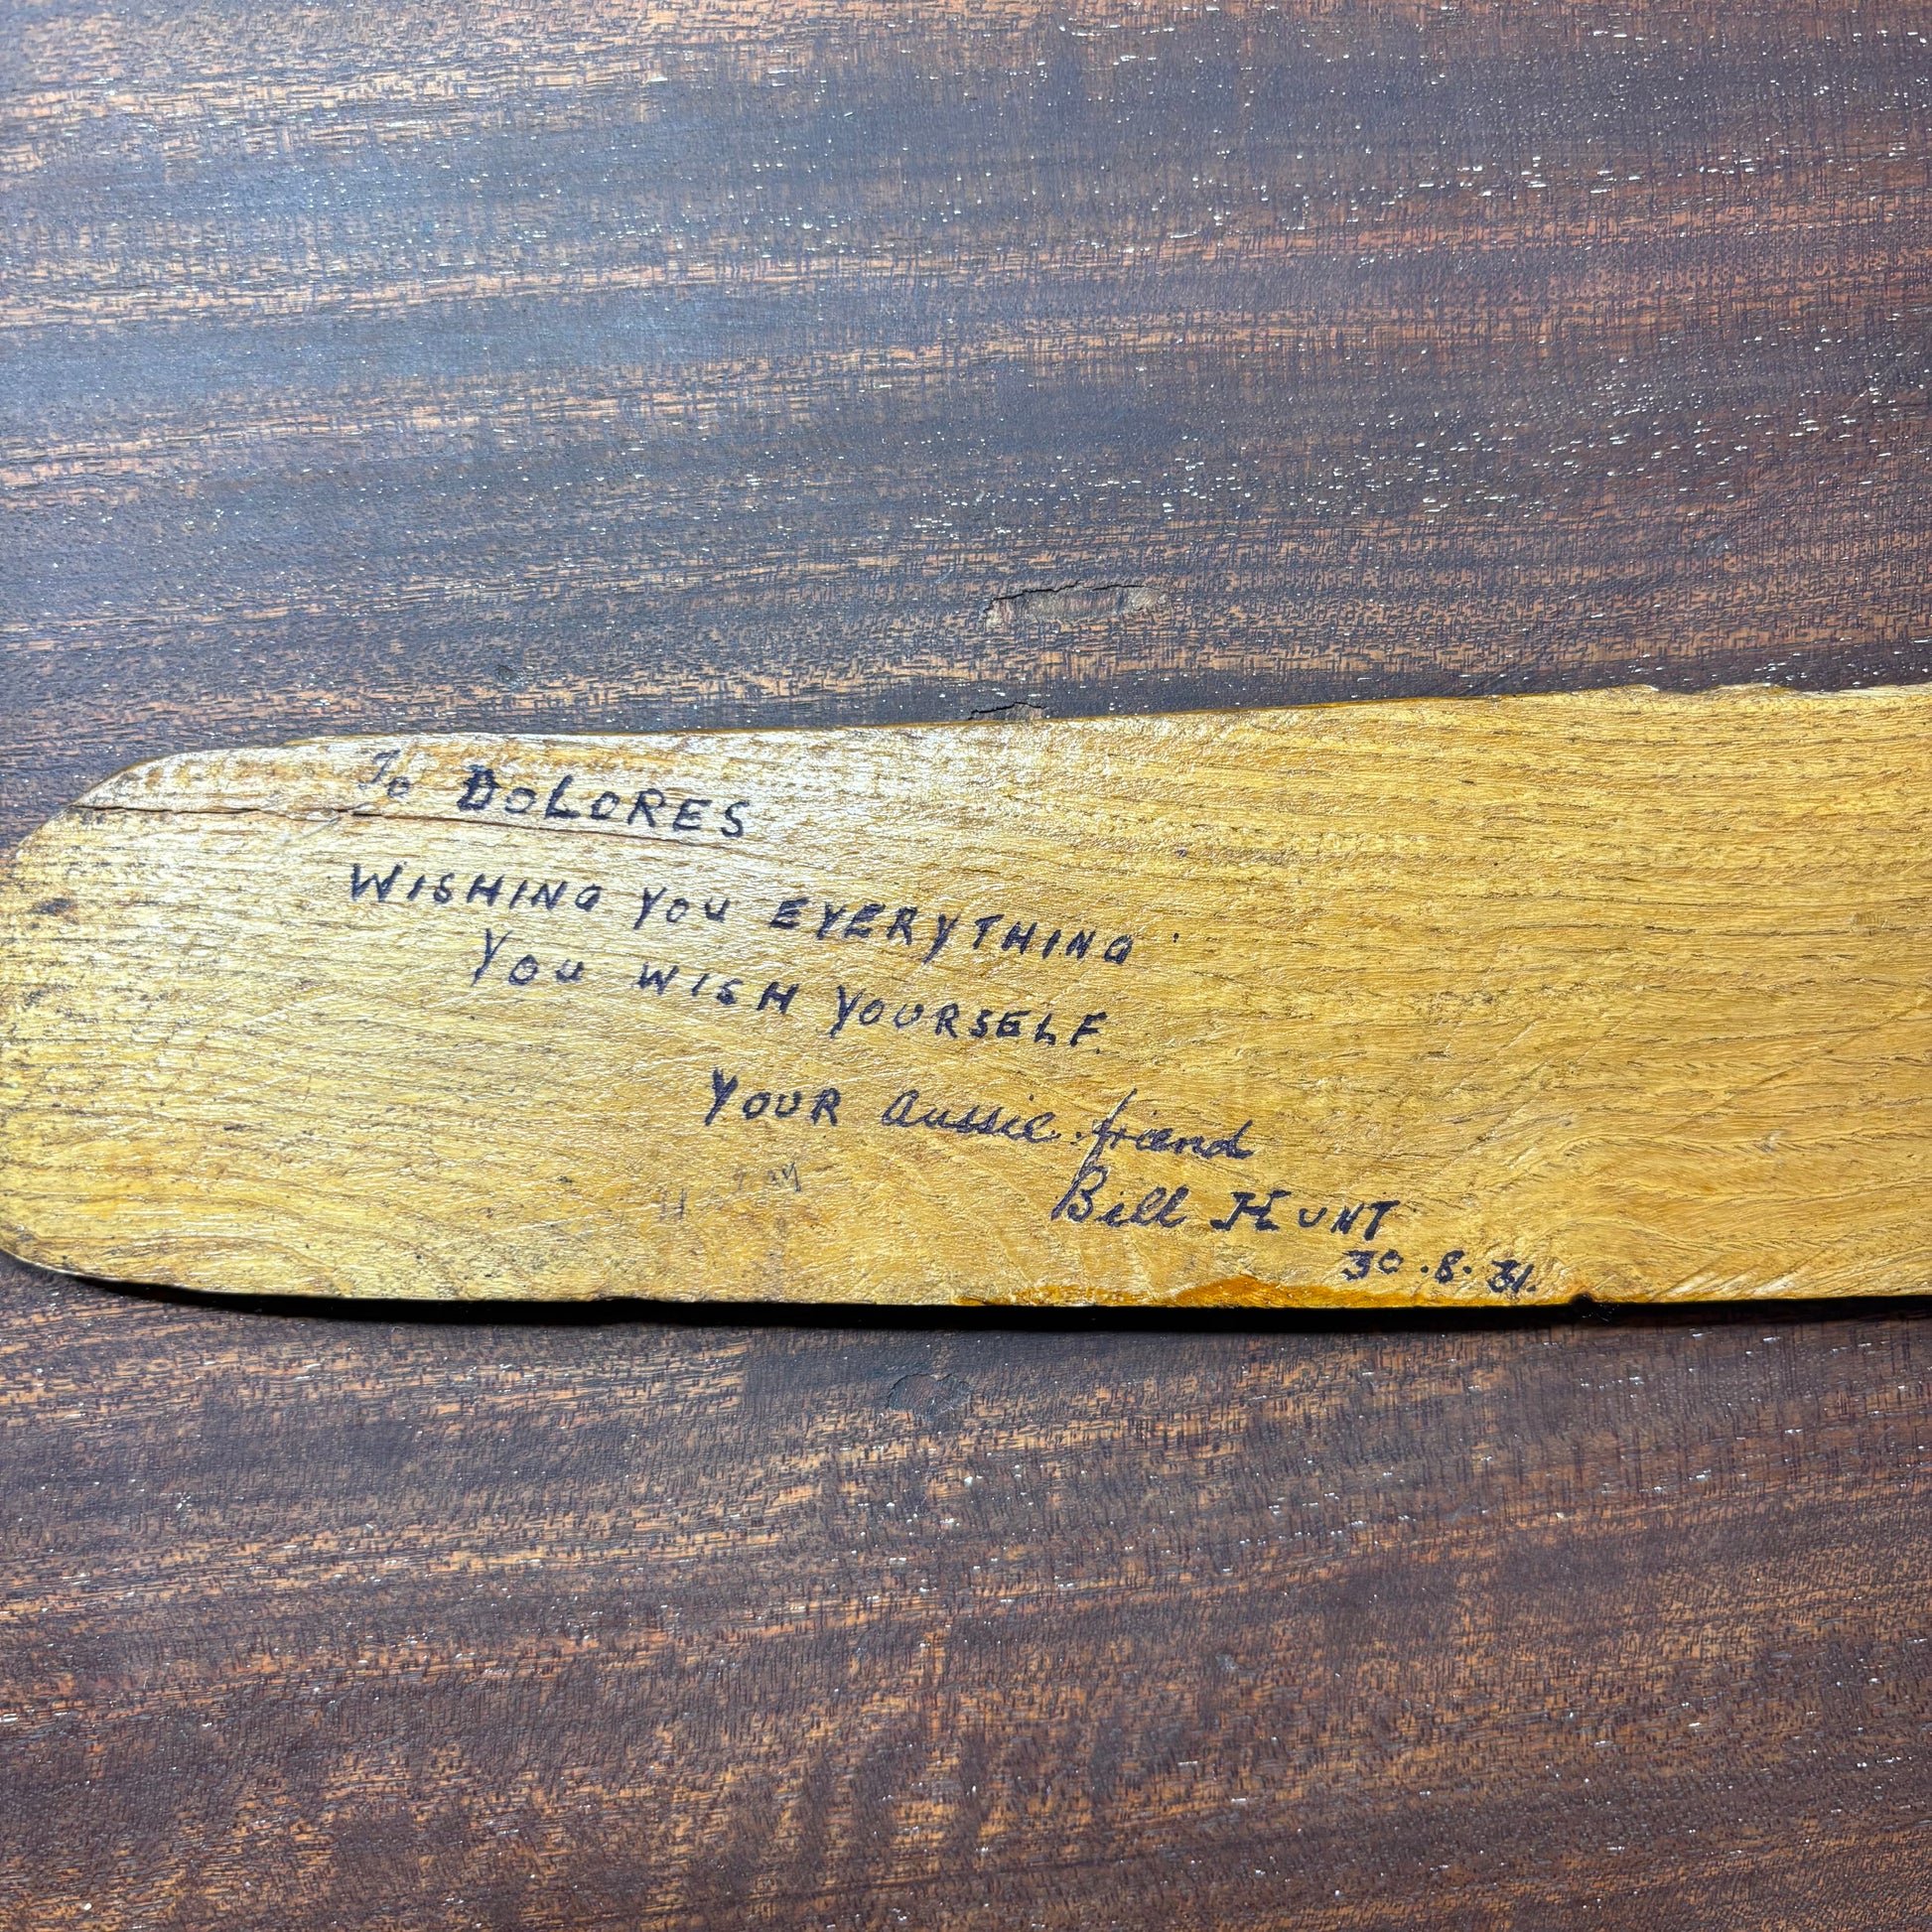 To DOLORES
WISHING YOU EVERYTHING
YOU WISH YOURSELF.
YOUR Aussie friend
Bill HUNT
30.8.31.